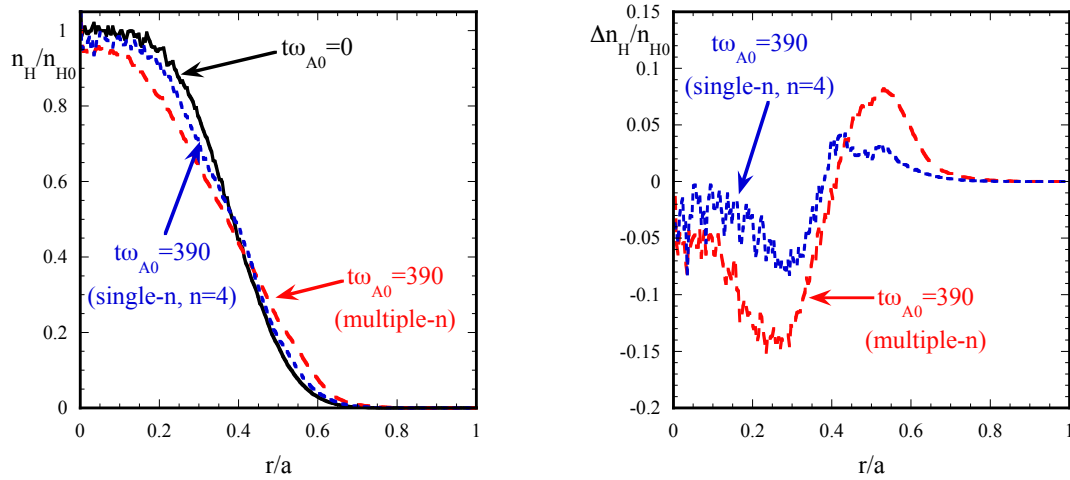 n_H/n_H0
1
0.8
0.6
0.4
0.2
0
0
0.2
0.4
0.6
0.8
1
r/a
tω_A0=0
tω_A0=390
(single-n, n=4)
tω_A0=390
(multiple-n)
Δn_H/n_H0
0.15
0.10
0.05
0
-0.05
-0.1
-0.15
-0.2
0
0.2
0.4
0.6
0.8
1
r/a
tω_A0=390
(single-n, n=4)
tω_A0=390
(multiple-n)